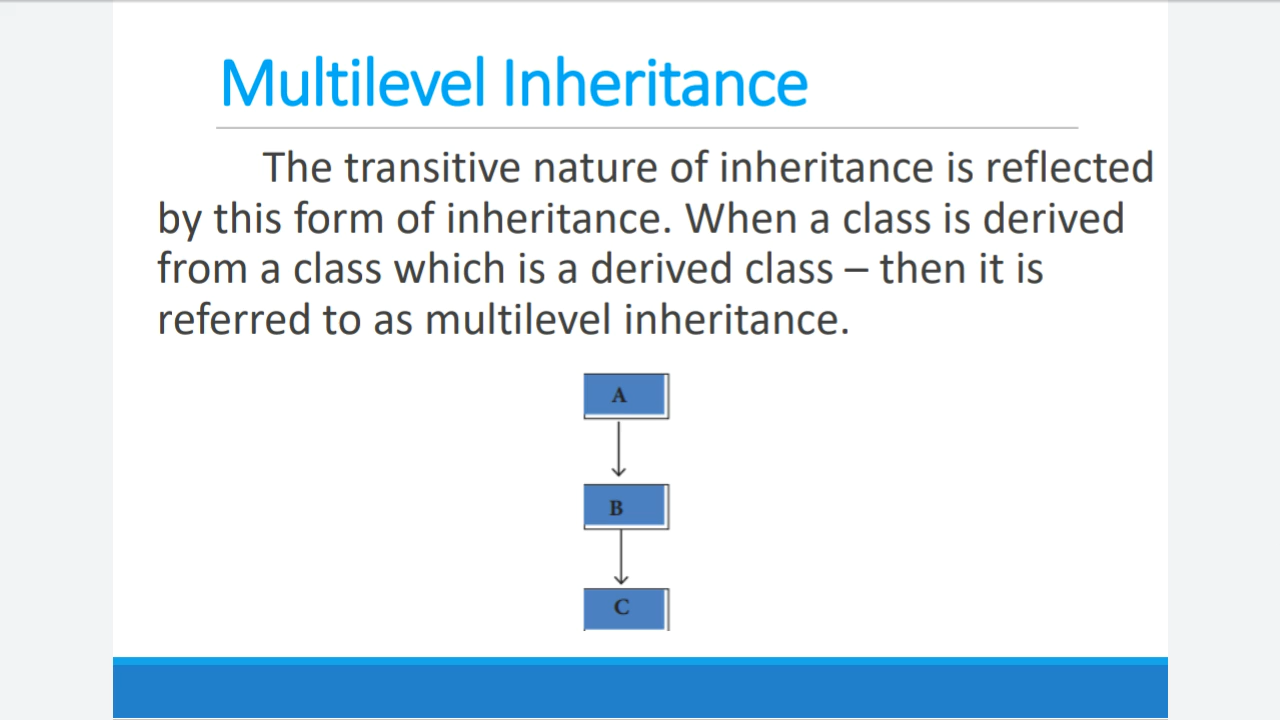 Multilevel Inheritance
The transitive nature of inheritance is reflected
by this form of inheritance. When a class is derived
from a class which is a derived class – then it is
referred to as multilevel inheritance.
A
B
C